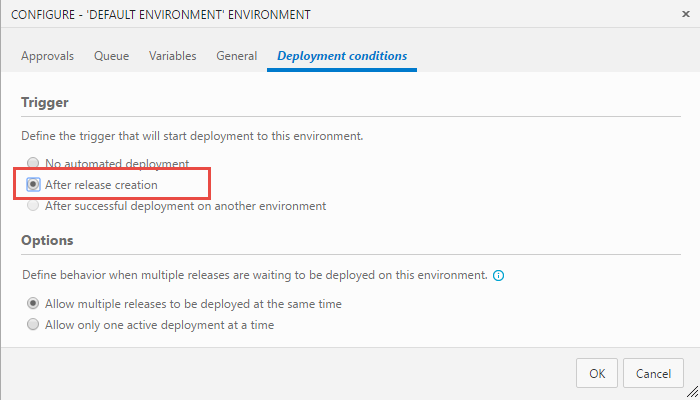 CONFIGURE - 'DEFAULT ENVIRONMENT' ENVIRONMENT
Approvals Queue Variables General Deployment conditions
Trigger
Define the trigger that will start deployment to this environment.
No automated deployment
After release creation
After successful deployment on another environment
Options
Define behavior when multiple releases are waiting to be deployed on this environment.
Allow multiple releases to be deployed at the same time
Allow only one active deployment at a time
OK Cancel